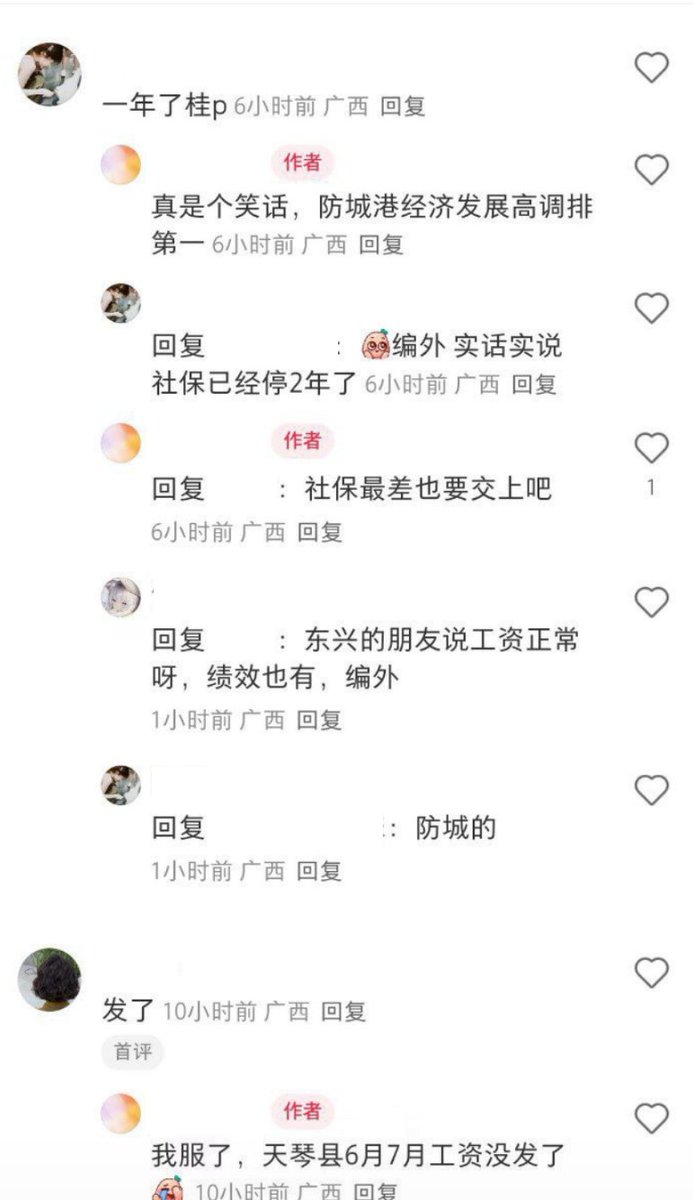 一年了桂p 6小时前 广西 回复
作者
真是个笑话，防城港经济发展高调排
第一 6小时前 广西 回复
回复 ： 编外 实话实说
社保已经停2年了 6小时前 广西 回复
作者
回复 ：社保最差也要交上吧
1
6小时前 广西 回复
回复 ：东兴的朋友说工资正常
呀，绩效也有，编外
1小时前 广西 回复
回复 ：防城的
1小时前 广西 回复
发了 10小时前 广西 回复
首评
作者
我服了，天琴县6月7月工资没发了
10小时前 广西 回复